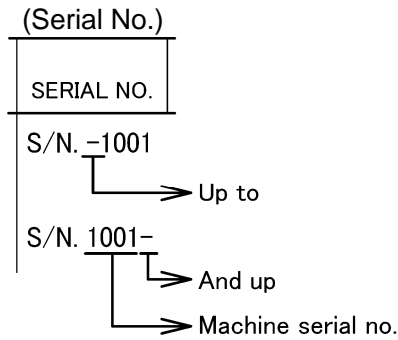 (Serial No.)
SERIAL NO.
S/N. -1001
Up to
S/N. 1001-
And up
Machine serial no.